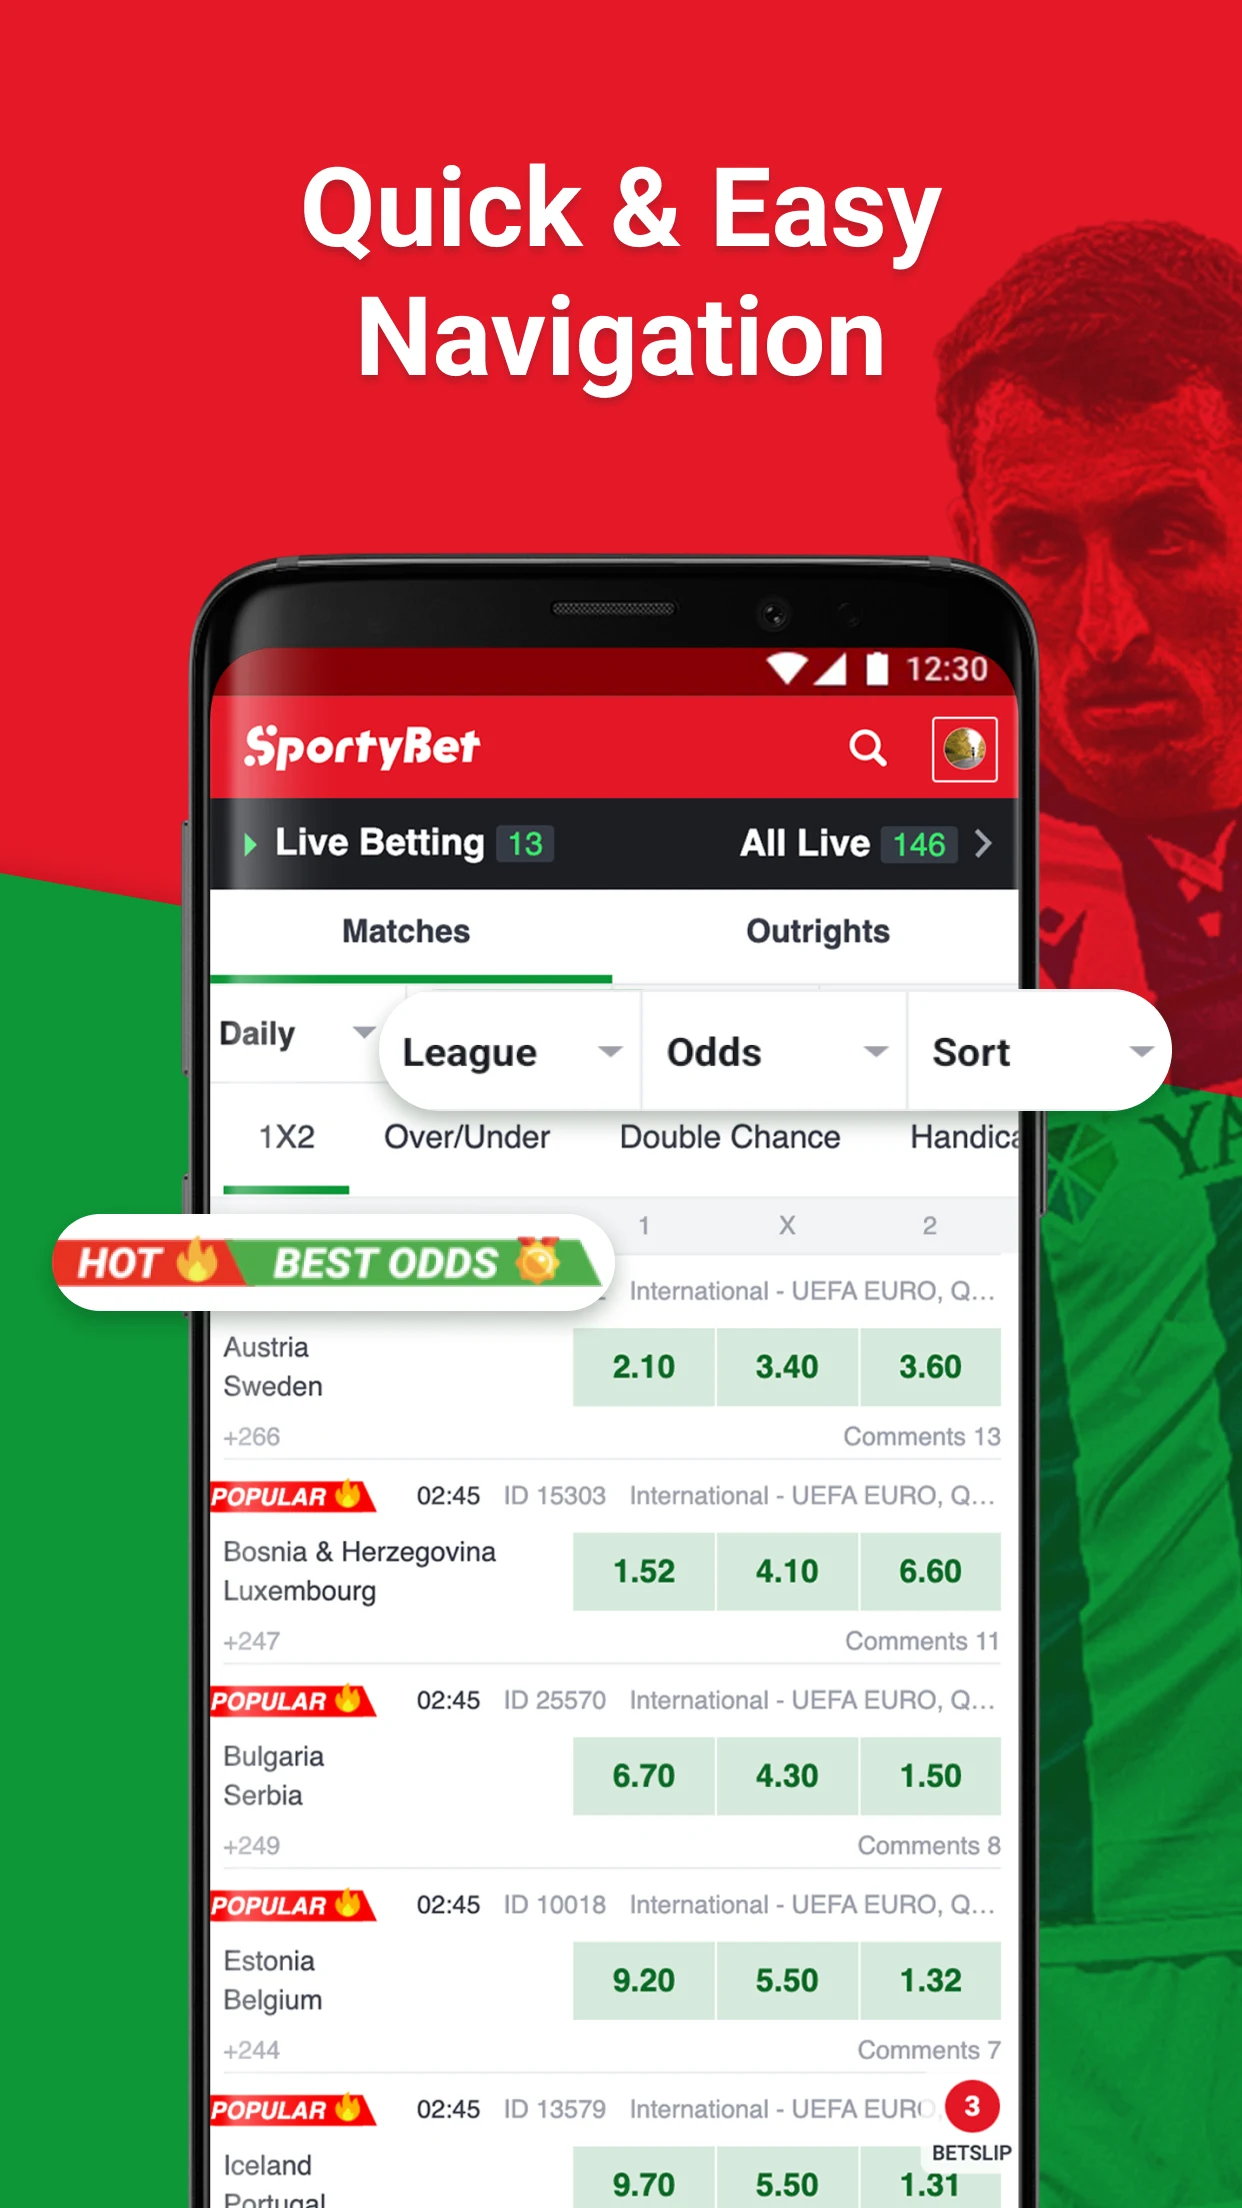 Quick & Easy
Navigation
12:30
SportyBet
Live Betting 13 All Live 146
Matches Outrights
Daily League Odds Sort
1X2 Over/Under Double Chance Handica
1 X 2
HOT BEST ODDS
International - UEFA EURO, Q...
Austria
Sweden
2.10 3.40 3.60
+266 Comments 13
POPULAR 02:45 ID 15303 International - UEFA EURO, Q...
Bosnia & Herzegovina
Luxembourg
1.52 4.10 6.60
+247 Comments 11
POPULAR 02:45 ID 25570 International - UEFA EURO, Q...
Bulgaria
Serbia
6.70 4.30 1.50
+249 Comments 8
POPULAR 02:45 ID 10018 International - UEFA EURO, Q...
Estonia
Belgium
9.20 5.50 1.32
+244 Comments 7
POPULAR 02:45 ID 13579 International - UEFA EURO, 3
BETSLIP
Iceland
Portugal
9.70 5.50 1.31